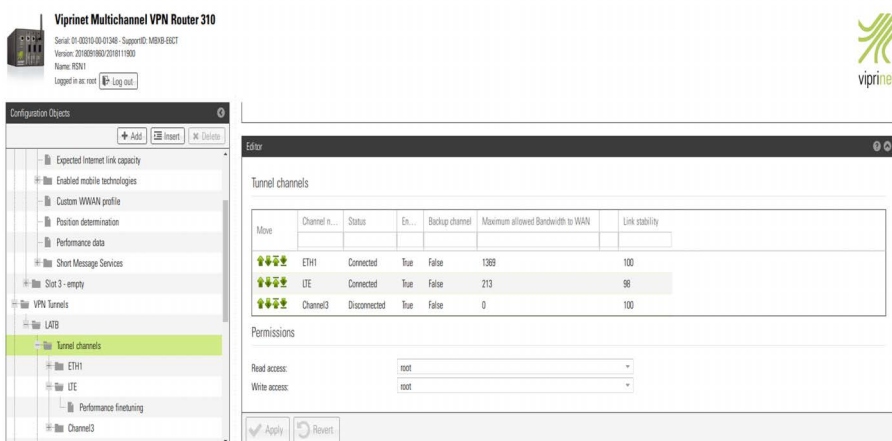 Viprinet Multichannel VPN Router 310
Serial: 01-00310-00-01348 - SupportID: MBXB-E6CT
Version: 2018091860/2018111900
Name: RSN1
Logged in as: root Log out
viprinet
Configuration Objects
Add Insert Delete
Expected Internet link capacity
Enabled mobile technologies
Custom WWAN profile
Position determination
Performance data
Short Message Services
Slot 3 - empty
VPN Tunnels
LATB
Tunnel channels
ETH1
LTE
Performance finetuning
Channel3
Editor
Tunnel channels
Move Channel n... Status En... Backup channel Maximum allowed Bandwidth to WAN Link stability
ETH1 Connected True False 1369 100
LTE Connected True False 213 98
Channel3 Disconnected True False 0 100
Permissions
Read access: root
Write access: root
Apply Revert